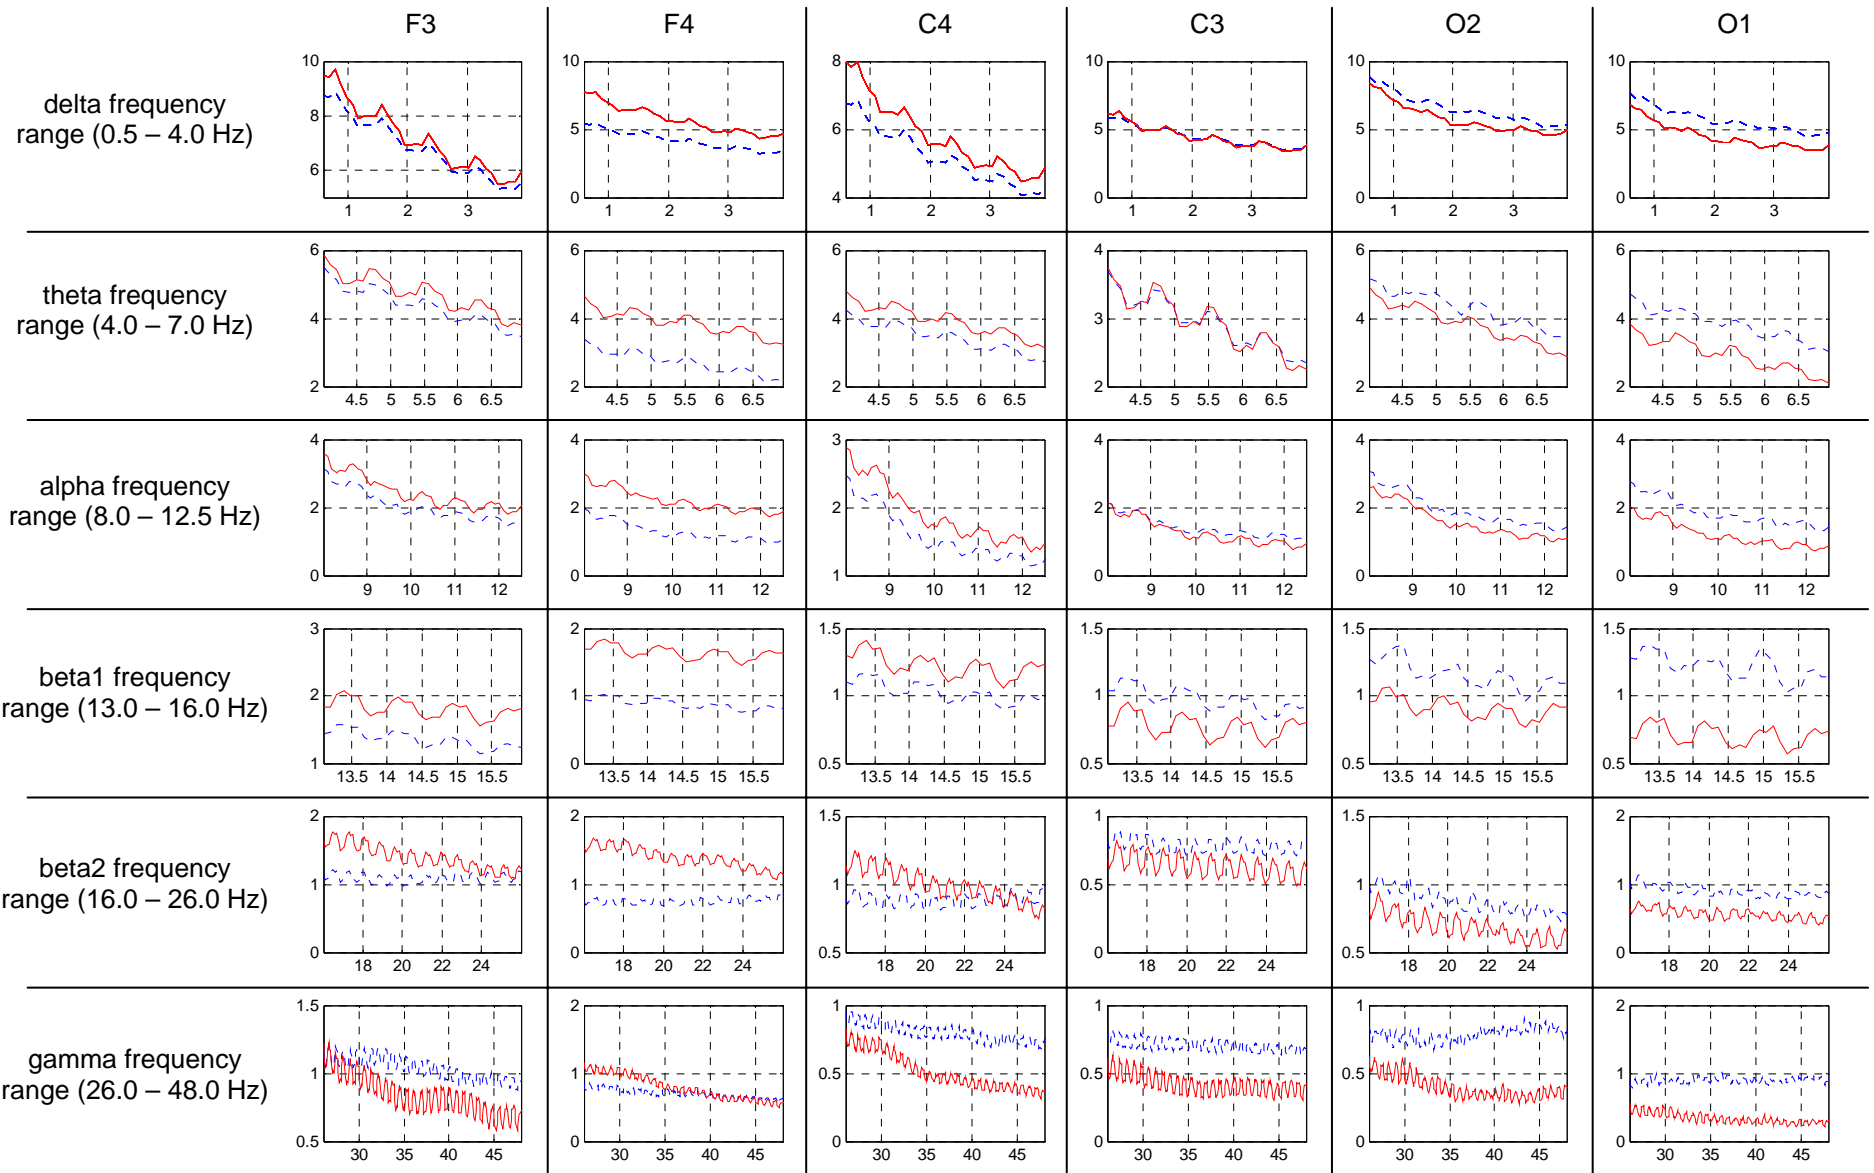 F3 F4 C4 C3 O2 O1
delta frequency
range (0.5 – 4.0 Hz)
10 8 6 1 2 3
10 5 0 1 2 3
8 6 4 1 2 3
10 5 0 1 2 3
10 5 0 1 2 3
10 5 0 1 2 3
theta frequency
range (4.0 – 7.0 Hz)
6 4 2 4.5 5 5.5 6 6.5
6 4 2 4.5 5 5.5 6 6.5
6 4 2 4.5 5 5.5 6 6.5
4 3 2 4.5 5 5.5 6 6.5
6 4 2 4.5 5 5.5 6 6.5
6 4 2 4.5 5 5.5 6 6.5
alpha frequency
range (8.0 – 12.5 Hz)
4 2 0 9 10 11 12
4 2 0 9 10 11 12
3 2 1 9 10 11 12
4 2 0 9 10 11 12
4 2 0 9 10 11 12
4 2 0 9 10 11 12
beta1 frequency
range (13.0 – 16.0 Hz)
3 2 1 13.5 14 14.5 15 15.5
2 1 0 13.5 14 14.5 15 15.5
1.5 1 0.5 13.5 14 14.5 15 15.5
1.5 1 0.5 13.5 14 14.5 15 15.5
1.5 1 0.5 13.5 14 14.5 15 15.5
1.5 1 0.5 13.5 14 14.5 15 15.5
beta2 frequency
range (16.0 – 26.0 Hz)
2 1 0 18 20 22 24
2 1 0 18 20 22 24
1.5 1 0.5 18 20 22 24
1 0.5 0 18 20 22 24
1.5 1 0.5 18 20 22 24
2 1 0 18 20 22 24
gamma frequency
range (26.0 – 48.0 Hz)
1.5 1 0.5 30 35 40 45
2 1 0 30 35 40 45
1 0.5 0 30 35 40 45
1 0.5 0 30 35 40 45
1 0.5 0 30 35 40 45
2 1 0 30 35 40 45